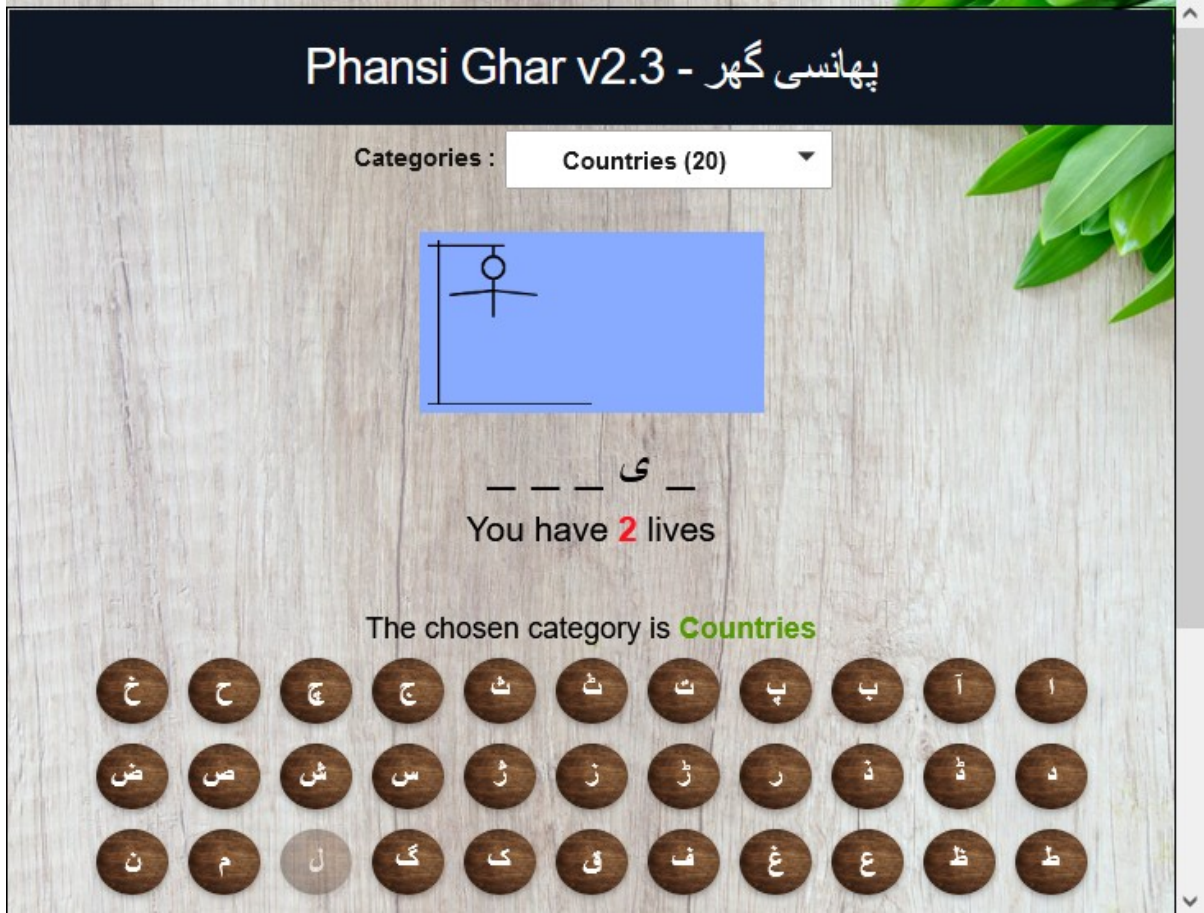 Phansi Ghar v2.3 - پھانسی گھر
Categories : Countries (20)
_ ی _ _ _
You have 2 lives
The chosen category is Countries
ا آ ب پ ت ٹ ث ج چ ح خ
د ڈ ذ ر ڑ ز ژ س ش ص ض
ط ظ ع غ ف ق ک گ ل م ن